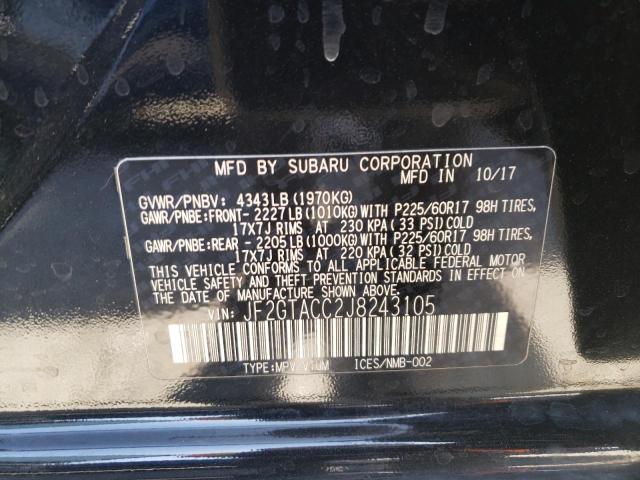 MFD BY SUBARU CORPORATION
MFD IN 10/17
GVWR/PNBV: 4343LB (1970KG)
GAWR/PNBE:FRONT- 2227LB (1010KG) WITH P225/60R17 98H TIRES,
17X7J RIMS AT 230 KPA (33 PSI) COLD
GAWR/PNBE:REAR - 2205LB (1000KG) WITH P225/60R17 98H TIRES,
17X7J RIMS AT 220 KPA (32 PSI) COLD
THIS VEHICLE CONFORMS TO ALL APPLICABLE FEDERAL MOTOR
VEHICLE SAFETY AND THEFT PREVENTION STANDARDS IN EFFECT ON
THE DATE OF MANUFACTURE SHOWN ABOVE
VIN: JF2GTACC2J8243105
TYPE:MPV ICES/NMB-002